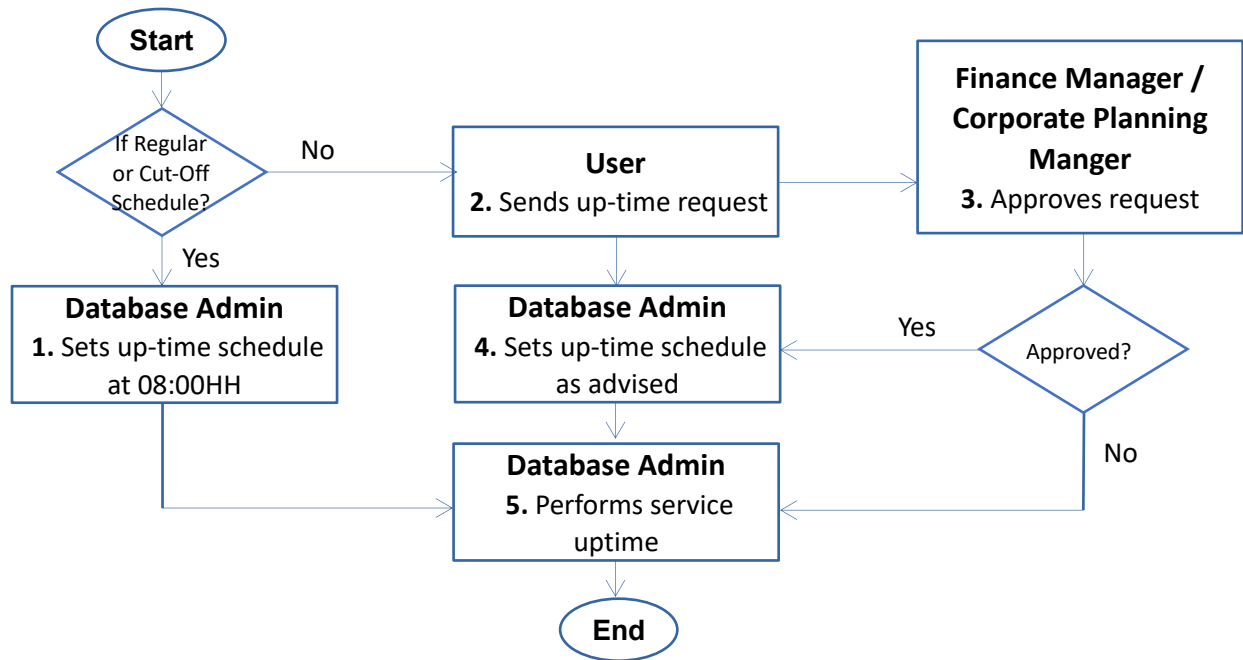 Start
If Regular
or Cut-Off
Schedule?
No
Yes
User
2. Sends up-time request
Finance Manager /
Corporate Planning
Manger
3. Approves request
Database Admin
1. Sets up-time schedule
at 08:00HH
Database Admin
4. Sets up-time schedule
as advised
Yes
Approved?
No
Database Admin
5. Performs service
uptime
End